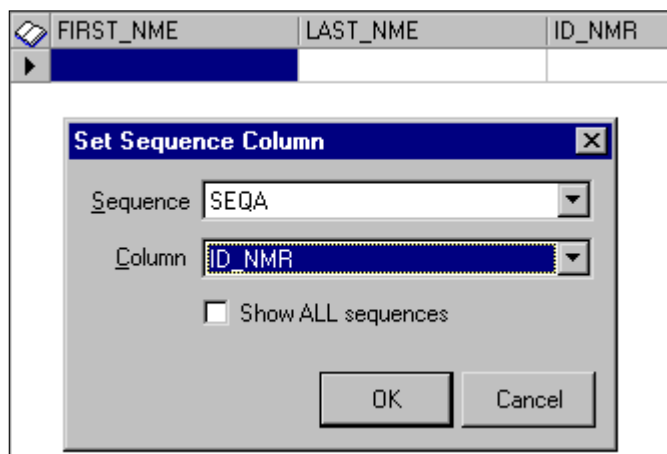 FIRST_NME LAST_NME ID_NMR
Set Sequence Column
Sequence SEQA
Column ID_NMR
Show ALL sequences
OK Cancel